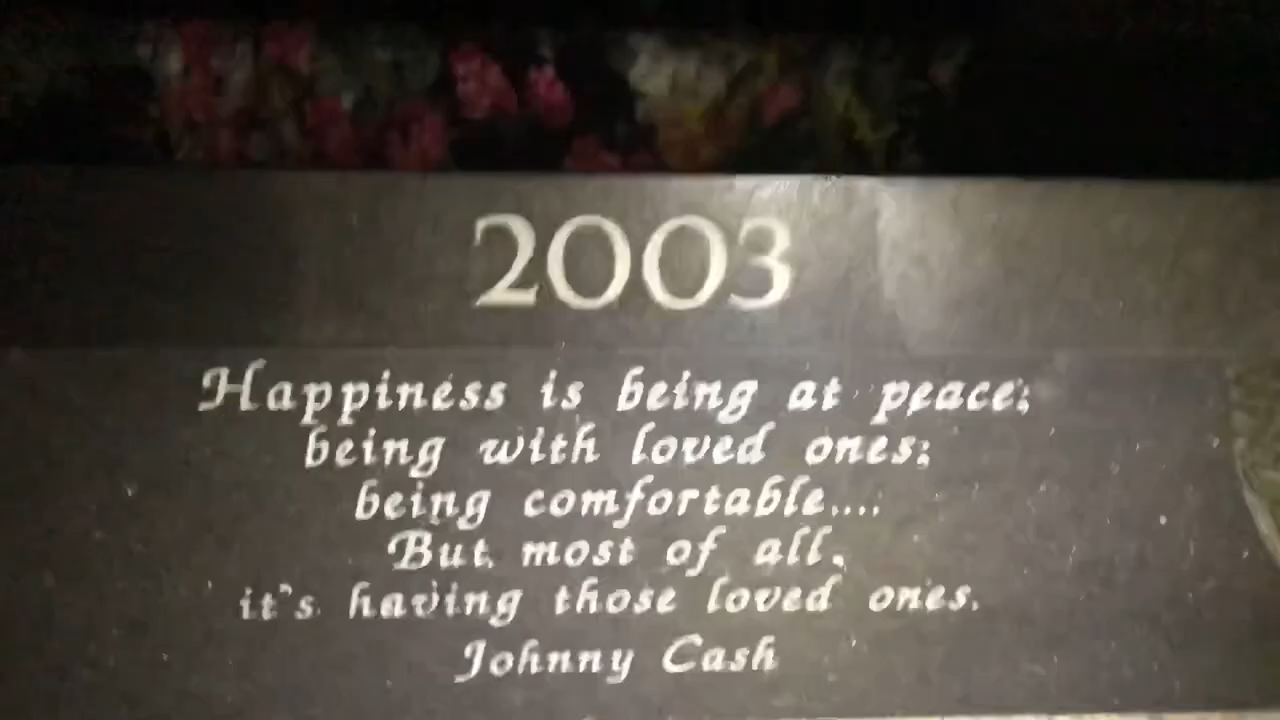 2003
Happiness is being at peace;
being with loved ones;
being comfortable....
But most of all,
it's having those loved ones.
Johnny Cash